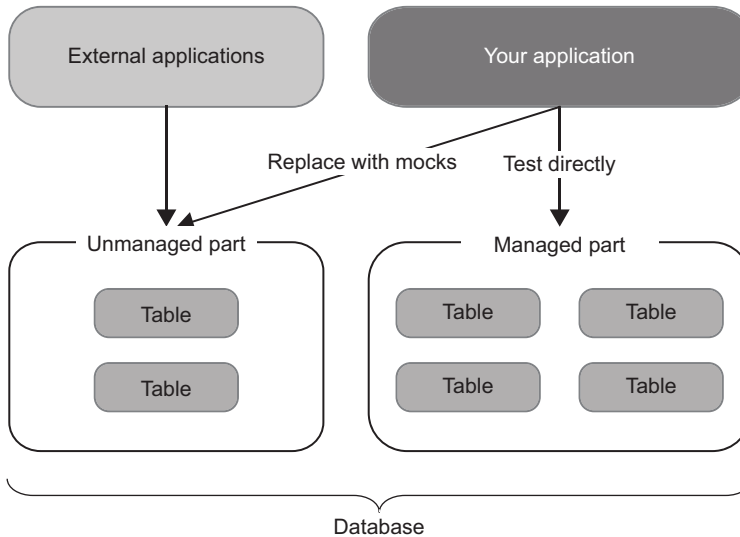 External applications
Your application
Replace with mocks
Test directly
Unmanaged part
Managed part
Table
Table
Table
Table
Table
Table
Database